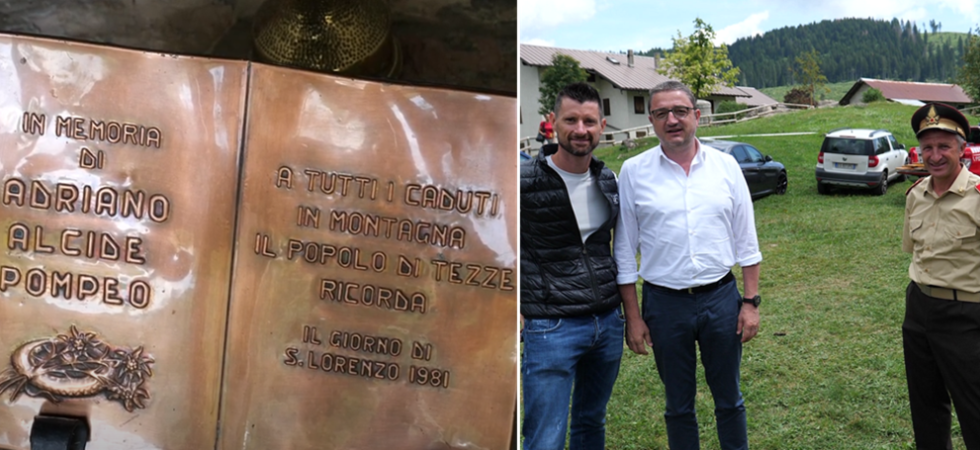 IN MEMORIA
DI
ADRIANO
ALCIDE
POMPEO
A TUTTI I CADUTI
IN MONTAGNA
IL POPOLO DI TEZZE
RICORDA
IL GIORNO DI
S. LORENZO 1981